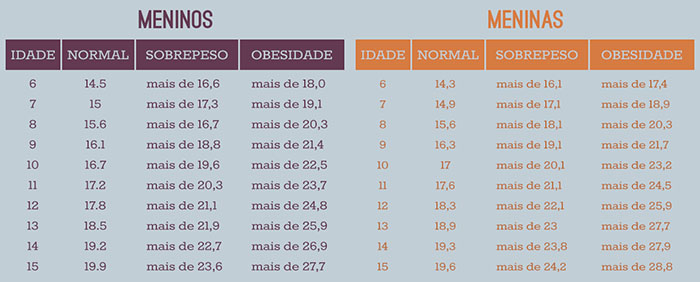 MENINOS
IDADE NORMAL SOBREPESO OBESIDADE
6 14.5 mais de 16,6 mais de 18,0
7 15 mais de 17,3 mais de 19,1
8 15.6 mais de 16,7 mais de 20,3
9 16.1 mais de 18,8 mais de 21,4
10 16.7 mais de 19,6 mais de 22,5
11 17.2 mais de 20,3 mais de 23,7
12 17.8 mais de 21,1 mais de 24,8
13 18.5 mais de 21,9 mais de 25,9
14 19.2 mais de 22,7 mais de 26,9
15 19.9 mais de 23,6 mais de 27,7
MENINAS
IDADE NORMAL SOBREPESO OBESIDADE
6 14,3 mais de 16,1 mais de 17,4
7 14,9 mais de 17,1 mais de 18,9
8 15,6 mais de 18,1 mais de 20,3
9 16,3 mais de 19,1 mais de 21,7
10 17 mais de 20,1 mais de 23,2
11 17,6 mais de 21,1 mais de 24,5
12 18,3 mais de 22,1 mais de 25,9
13 18,9 mais de 23 mais de 27,7
14 19,3 mais de 23,8 mais de 27,9
15 19,6 mais de 24,2 mais de 28,8